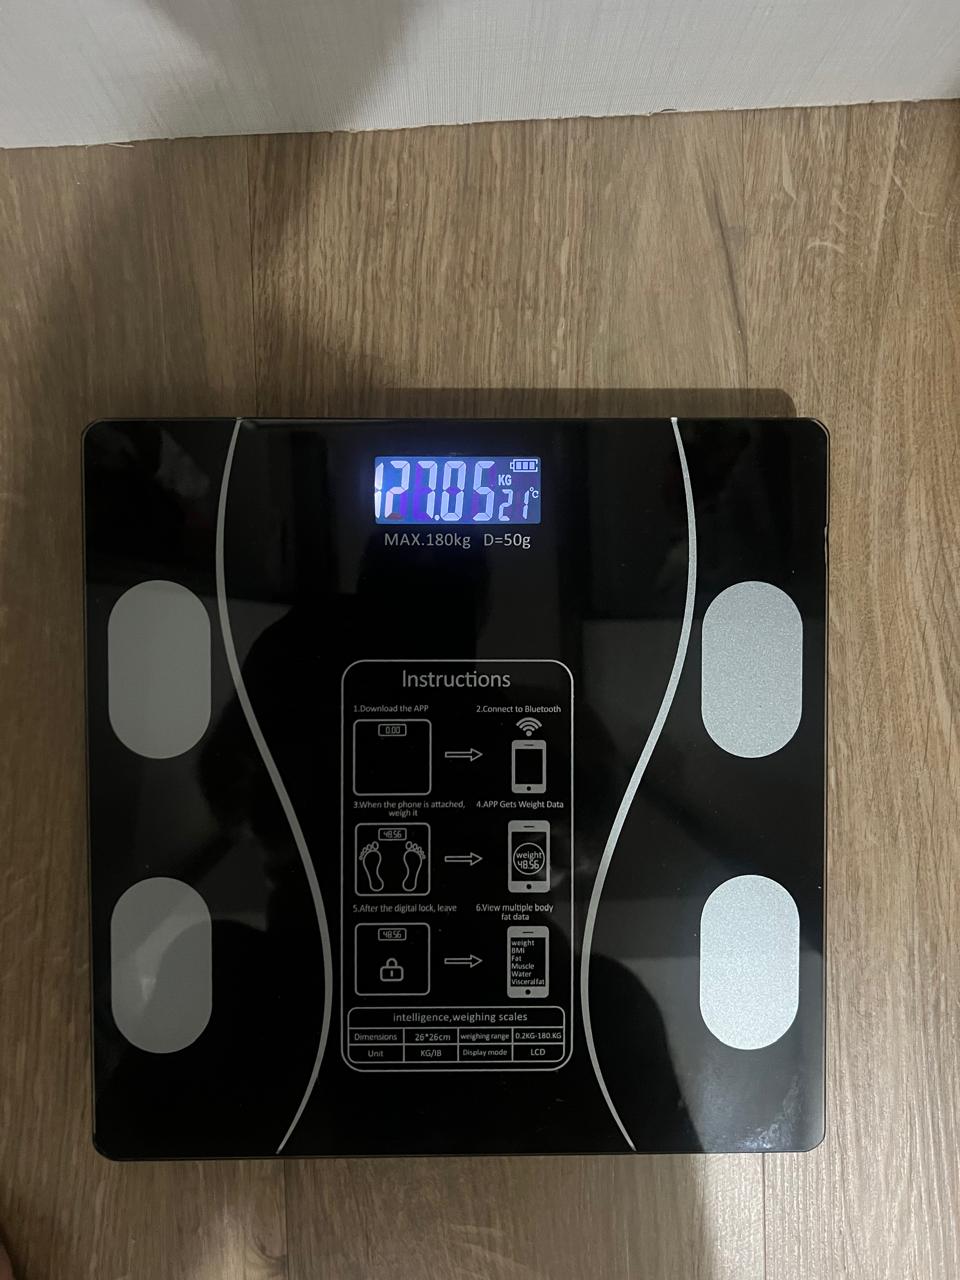 127.05 KG
21°C
MAX.180kg D=50g
Instructions
1.Download the APP
2.Connect to Bluetooth
0.00
3.When the phone is attached,
weigh it
4.APP Gets Weight Data
48.56
weight
48.56
5.After the digital lock, leave
6.View multiple body
fat data
48.56
weight
BMI
Fat
Muscle
Water
Visceralfat
intelligence,weighing scales
Dimensions 26*26cm weighing range 0.2KG-180.KG
Unit KG/IB Display mode LCD